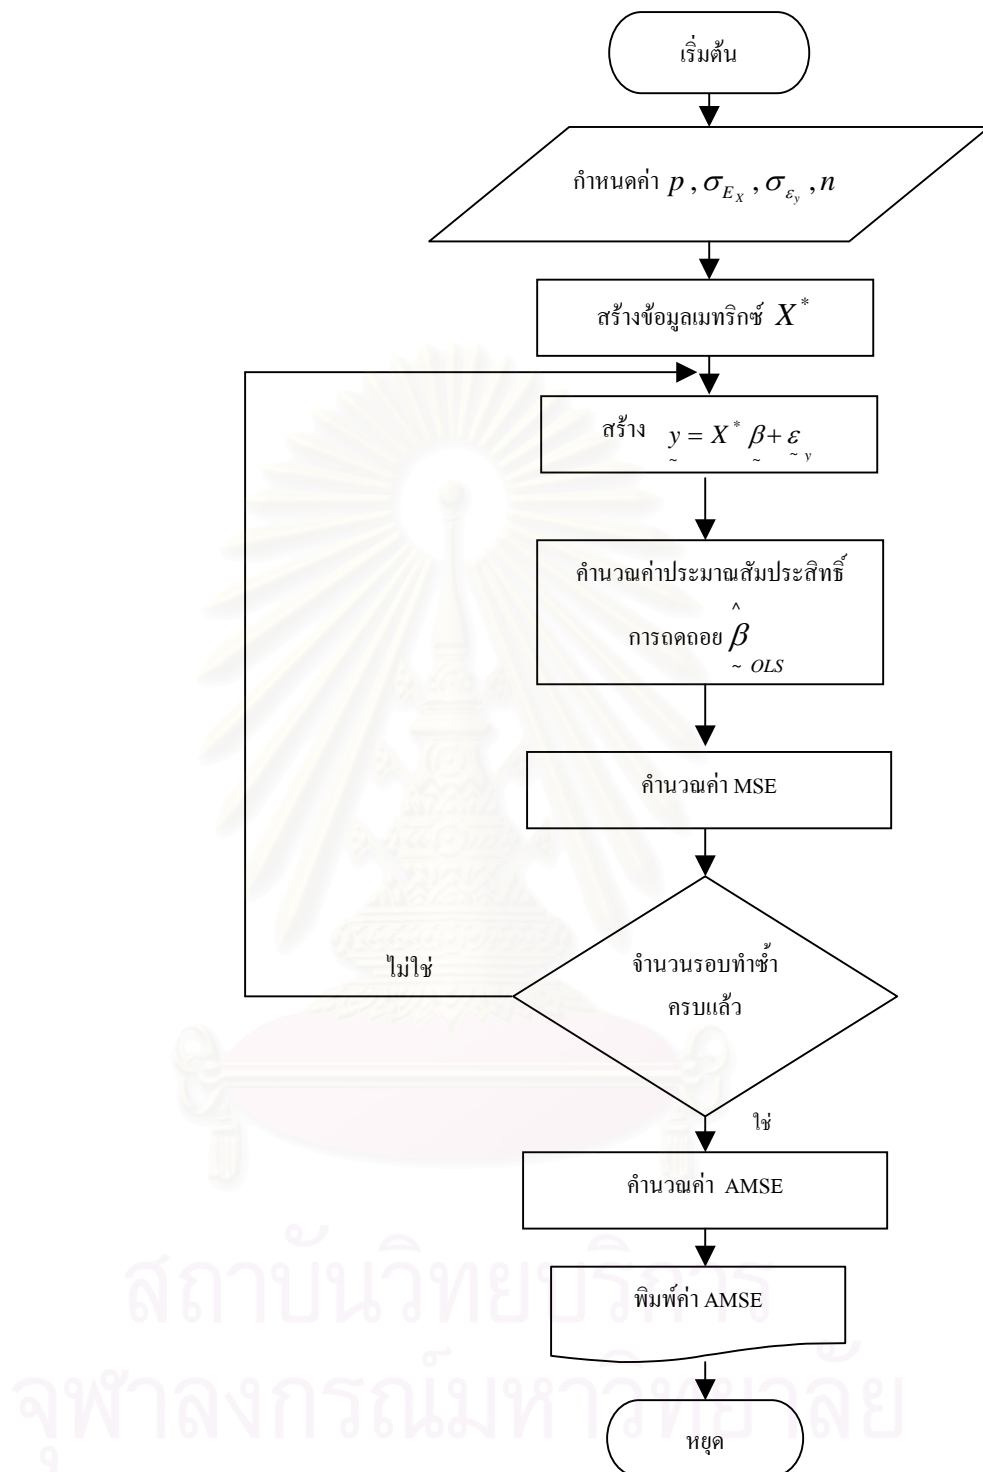 เริ่มต้น
กำหนดค่า p , σ_{E_X} , σ_{ε_y} , n
สร้างข้อมูลเมทริกซ์ X^*
สร้าง y = X^* β + ε_y
~ ~ ~
คำนวณค่าประมาณสัมประสิทธิ์
การถดถอย β̂_{OLS}
~
คำนวณค่า MSE
จำนวนรอบทำซ้ำ
ไม่ใช่
ครบแล้ว
ใช่
คำนวณค่า AMSE
พิมพ์ค่า AMSE
หยุด
สถาบันวิทยบริการ
จุฬาลงกรณ์มหาวิทยาลัย